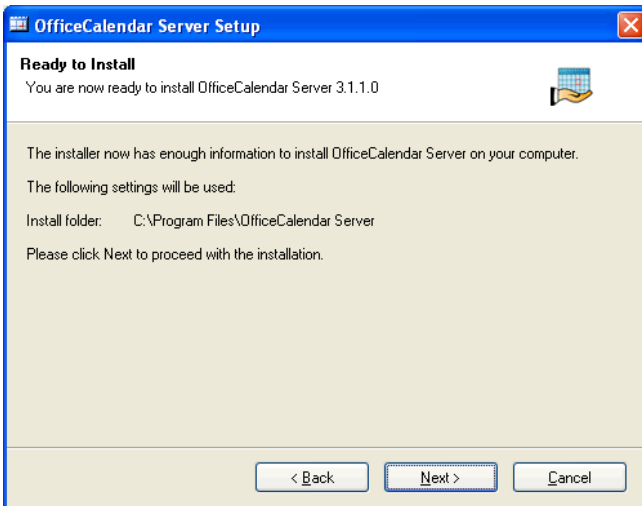 OfficeCalendar Server Setup
Ready to Install
You are now ready to install OfficeCalendar Server 3.1.1.0
The installer now has enough information to install OfficeCalendar Server on your computer.
The following settings will be used:
Install folder: C:\Program Files\OfficeCalendar Server
Please click Next to proceed with the installation.
< Back Next > Cancel